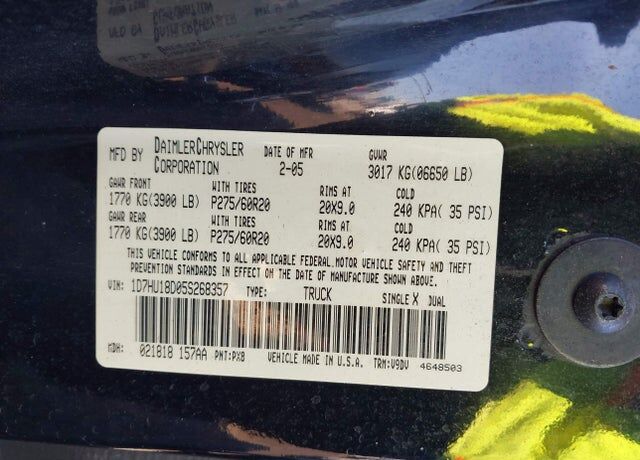 MFD BY DAIMLERCHRYSLER CORPORATION DATE OF MFR 2-05 GVWR 3017 KG(06650 LB)
GAWR FRONT WITH TIRES RIMS AT COLD
1770 KG(3900 LB) P275/60R20 20X9.0 240 KPA( 35 PSI)
GAWR REAR WITH TIRES RIMS AT COLD
1770 KG(3900 LB) P275/60R20 20X9.0 240 KPA( 35 PSI)
THIS VEHICLE CONFORMS TO ALL APPLICABLE FEDERAL MOTOR VEHICLE SAFETY AND THEFT
PREVENTION STANDARDS IN EFFECT ON THE DATE OF MANUFACTURE SHOWN ABOVE.
VIN: 1D7HU18D05S268357 TYPE: TRUCK SINGLE X DUAL
MDH: 021818 157AA PNT:PX8 VEHICLE MADE IN U.S.A. TRM:V9DV 4648503